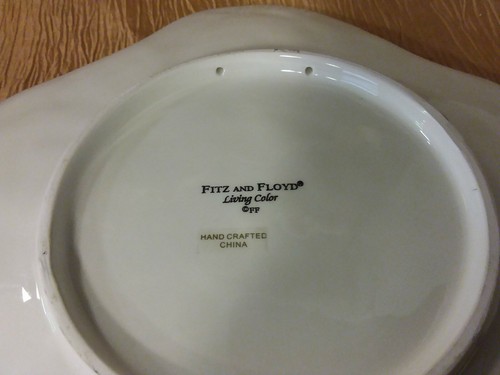 FITZ AND FLOYD®
Living Color
©FF
HAND CRAFTED
CHINA